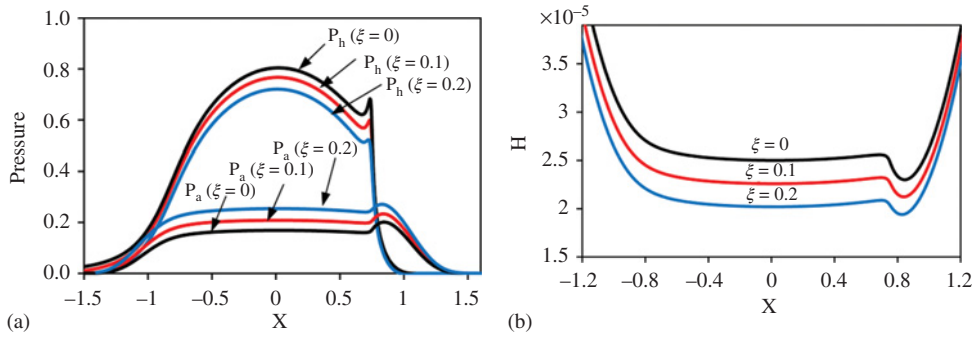 1.0
0.8
0.6
0.4
0.2
0.0
Pressure
−1.5
−1
−0.5
0
0.5
1
1.5
X
(a)
P_h (ξ = 0)
P_h (ξ = 0.1)
P_h (ξ = 0.2)
P_a (ξ = 0.2)
P_a (ξ = 0.1)
P_a (ξ = 0)
×10⁻⁵
3.5
3
2.5
2
1.5
H
ξ = 0
ξ = 0.1
ξ = 0.2
−1.2
−0.8
−0.4
0
0.4
0.8
1.2
X
(b)